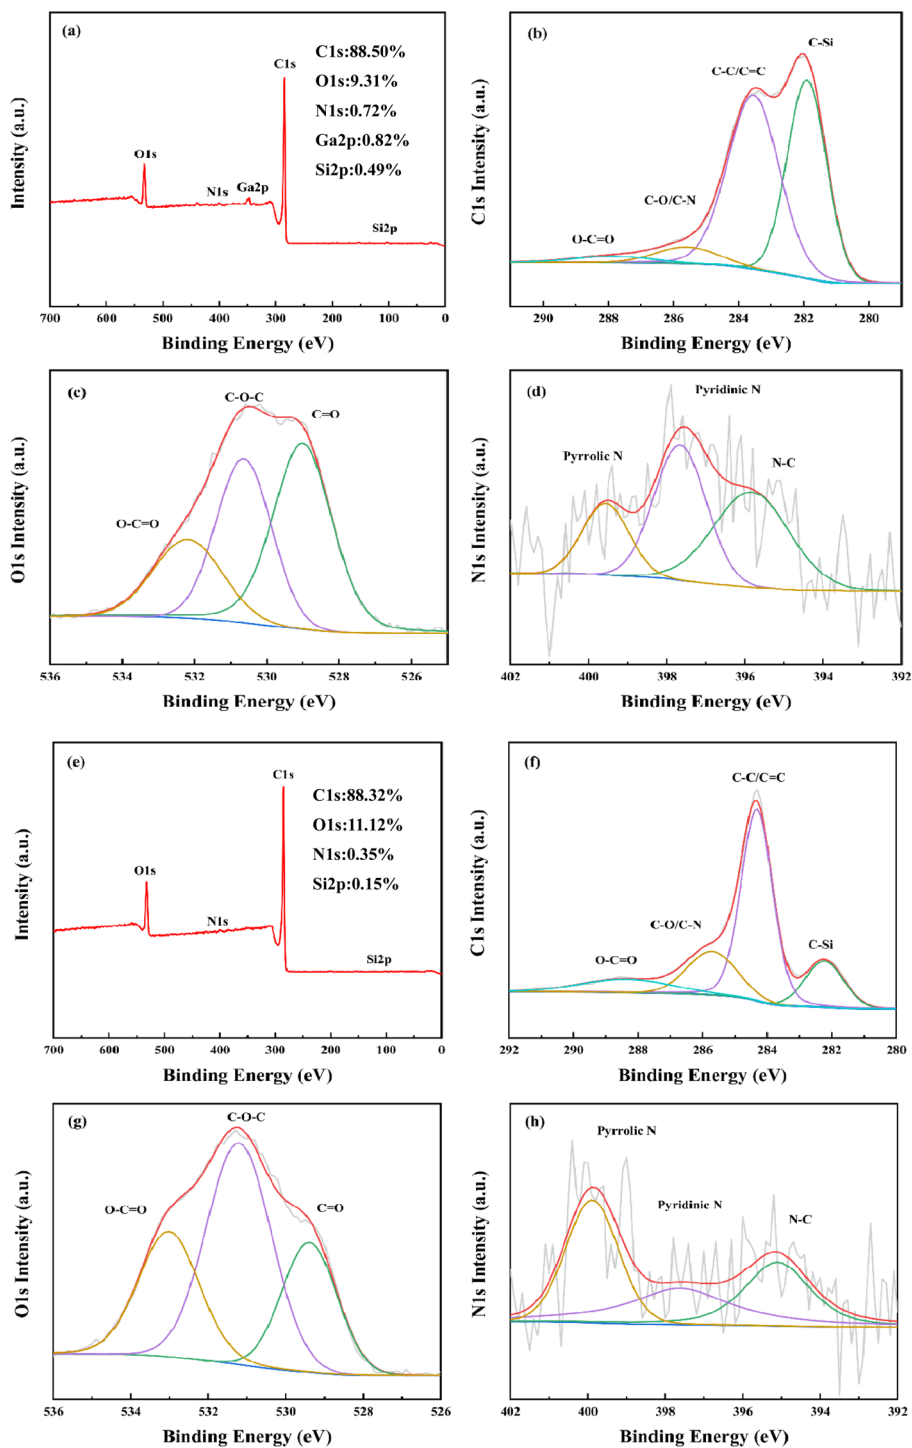 (a)
C1s
C1s:88.50%
O1s:9.31%
N1s:0.72%
Ga2p:0.82%
Si2p:0.49%
O1s
N1s
Ga2p
Si2p
Intensity (a.u.)
700 600 500 400 300 200 100 0
Binding Energy (eV)
(b)
C-Si
C-C/C=C
C-O/C-N
O-C=O
C1s Intensity (a.u.)
290 288 286 284 282 280
Binding Energy (eV)
(c)
C-O-C
C=O
O-C=O
O1s Intensity (a.u.)
536 534 532 530 528 526
Binding Energy (eV)
(d)
Pyridinic N
Pyrrolic N
N-C
N1s Intensity (a.u.)
402 400 398 396 394 392
Binding Energy (eV)
(e)
C1s
C1s:88.32%
O1s:11.12%
N1s:0.35%
Si2p:0.15%
O1s
N1s
Si2p
Intensity (a.u.)
700 600 500 400 300 200 100 0
Binding Energy (eV)
(f)
C-C/C=C
C-O/C-N
C-Si
O-C=O
C1s Intensity (a.u.)
292 290 288 286 284 282 280
Binding Energy (eV)
(g)
C-O-C
O-C=O
C=O
O1s Intensity (a.u.)
536 534 532 530 528 526
Binding Energy (eV)
(h)
Pyrrolic N
Pyridinic N
N-C
N1s Intensity (a.u.)
402 400 398 396 394 392
Binding Energy (eV)